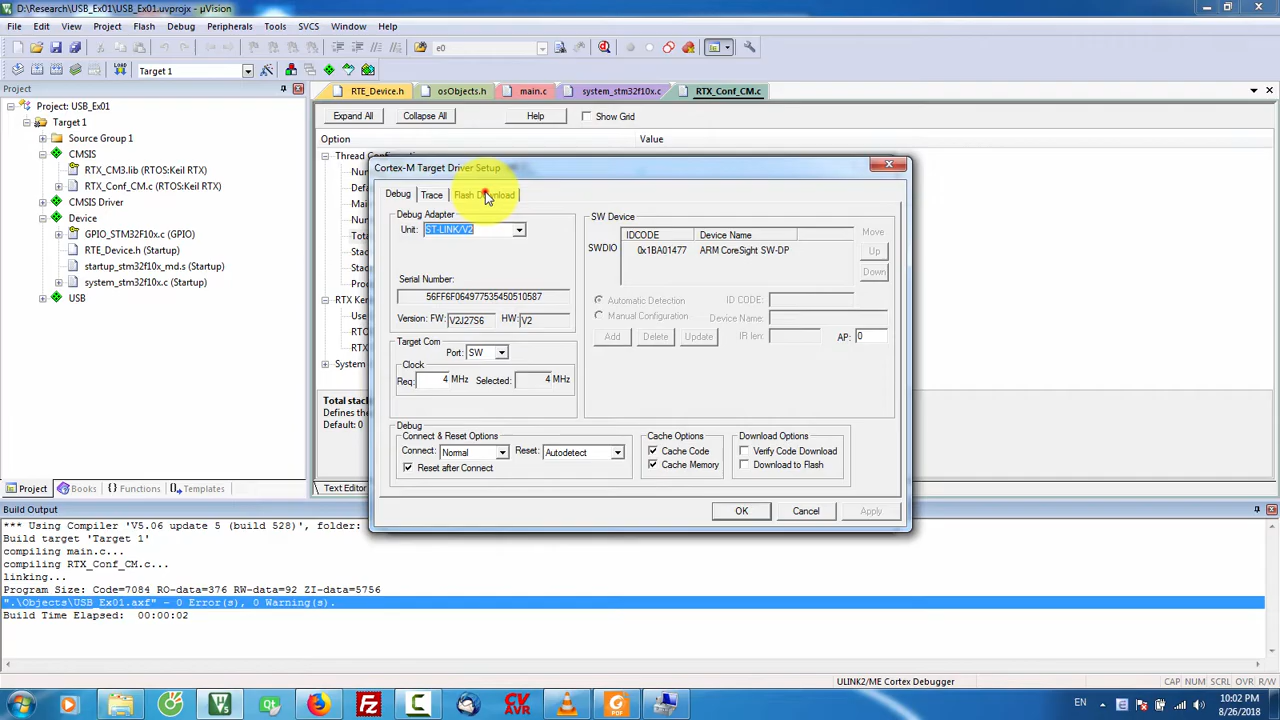 D:\Research\USB_Ex01\USB_Ex01.uvprojx - µVision
File Edit View Project Flash Debug Peripherals Tools SVCS Window Help
e0
LOAD Target 1
Project
RTE_Device.h osObjects.h main.c system_stm32f10x.c RTX_Conf_CM.c
Project: USB_Ex01
Target 1
Source Group 1
CMSIS
RTX_CM3.lib (RTOS:Keil RTX)
RTX_Conf_CM.c (RTOS:Keil RTX)
CMSIS Driver
Device
GPIO_STM32F10x.c (GPIO)
RTE_Device.h (Startup)
startup_stm32f10x_md.s (Startup)
system_stm32f10x.c (Startup)
USB
Project Books Functions Templates
Expand All Collapse All Help Show Grid
Option Value
Thread
RTX Ke
System
Total stac
Defines the
Default: 0
Text Editor
Cortex-M Target Driver Setup
Debug Trace Flash Download
Debug Adapter
Unit: ST-LINK/V2
Serial Number:
56FF6F064977535450510587
Version: FW: V2J27S6 HW: V2
Target Com
Port: SW
Clock
Req: 4 MHz Selected: 4 MHz
SW Device
IDCODE Device Name Move
SWDIO 0x1BA01477 ARM CoreSight SW-DP Up
Down
Automatic Detection ID CODE:
Manual Configuration Device Name:
Add Delete Update IR len: AP: 0
Debug
Connect & Reset Options
Connect: Normal Reset: Autodetect
Reset after Connect
Cache Options
Cache Code
Cache Memory
Download Options
Verify Code Download
Download to Flash
OK Cancel Apply
Build Output
*** Using Compiler 'V5.06 update 5 (build 528)', folder:
Build target 'Target 1'
compiling main.c...
compiling RTX_Conf_CM.c...
linking...
Program Size: Code=7084 RO-data=376 RW-data=92 ZI-data=5756
".\Objects\USB_Ex01.axf" - 0 Error(s), 0 Warning(s).
Build Time Elapsed: 00:00:02
ULINK2/ME Cortex Debugger CAP NUM SCRL OVR R/W
Qt CV AVR PDF EN 10:02 PM
8/26/2018